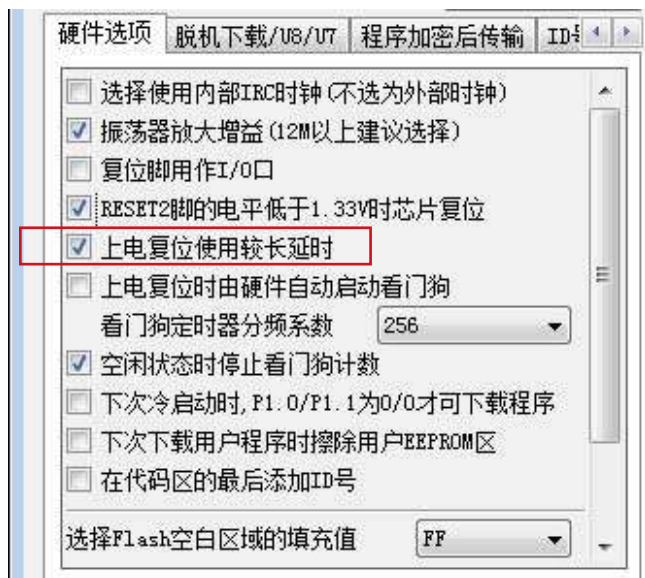 硬件选项 脱机下载/U8/U7 程序加密后传输 ID
选择使用内部IRC时钟(不选为外部时钟)
振荡器放大增益(12M以上建议选择)
复位脚用作I/O口
RESET2脚的电平低于1.33V时芯片复位
上电复位使用较长延时
上电复位时由硬件自动启动看门狗
看门狗定时器分频系数 256
空闲状态时停止看门狗计数
下次冷启动时,P1.0/P1.1为0/0才可下载程序
下次下载用户程序时擦除用户EEPROM区
在代码区的最后添加ID号
选择Flash空白区域的填充值 FF